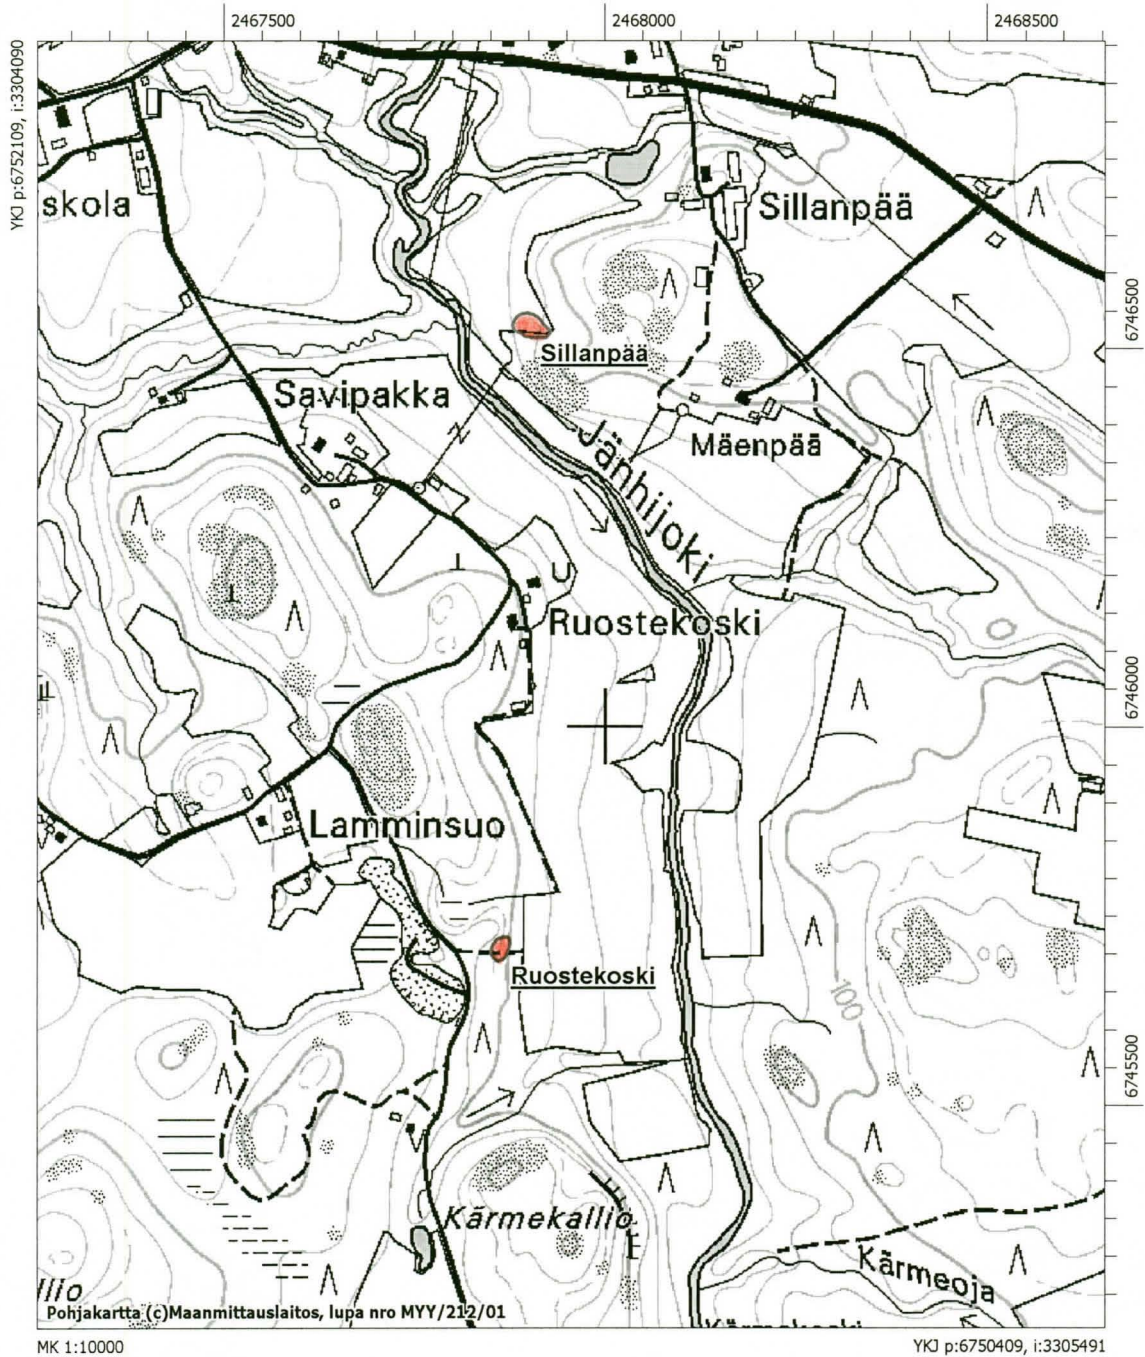 2467500
2468000
2468500
YKJ p:6752109, i:3304090
skola
Sillanpää
6746500
Sillanpää
Savipakka
Mäenpää
Jänhijoki
Ruostekoski
6746000
Lamminsuo
Ruostekoski
100
6745500
Kärmekallio
Kärmeoja
llio
Pohjakartta (c)Maanmittauslaitos, lupa nro MYY/212/01
MK 1:10000
YKJ p:6750409, i:3305491